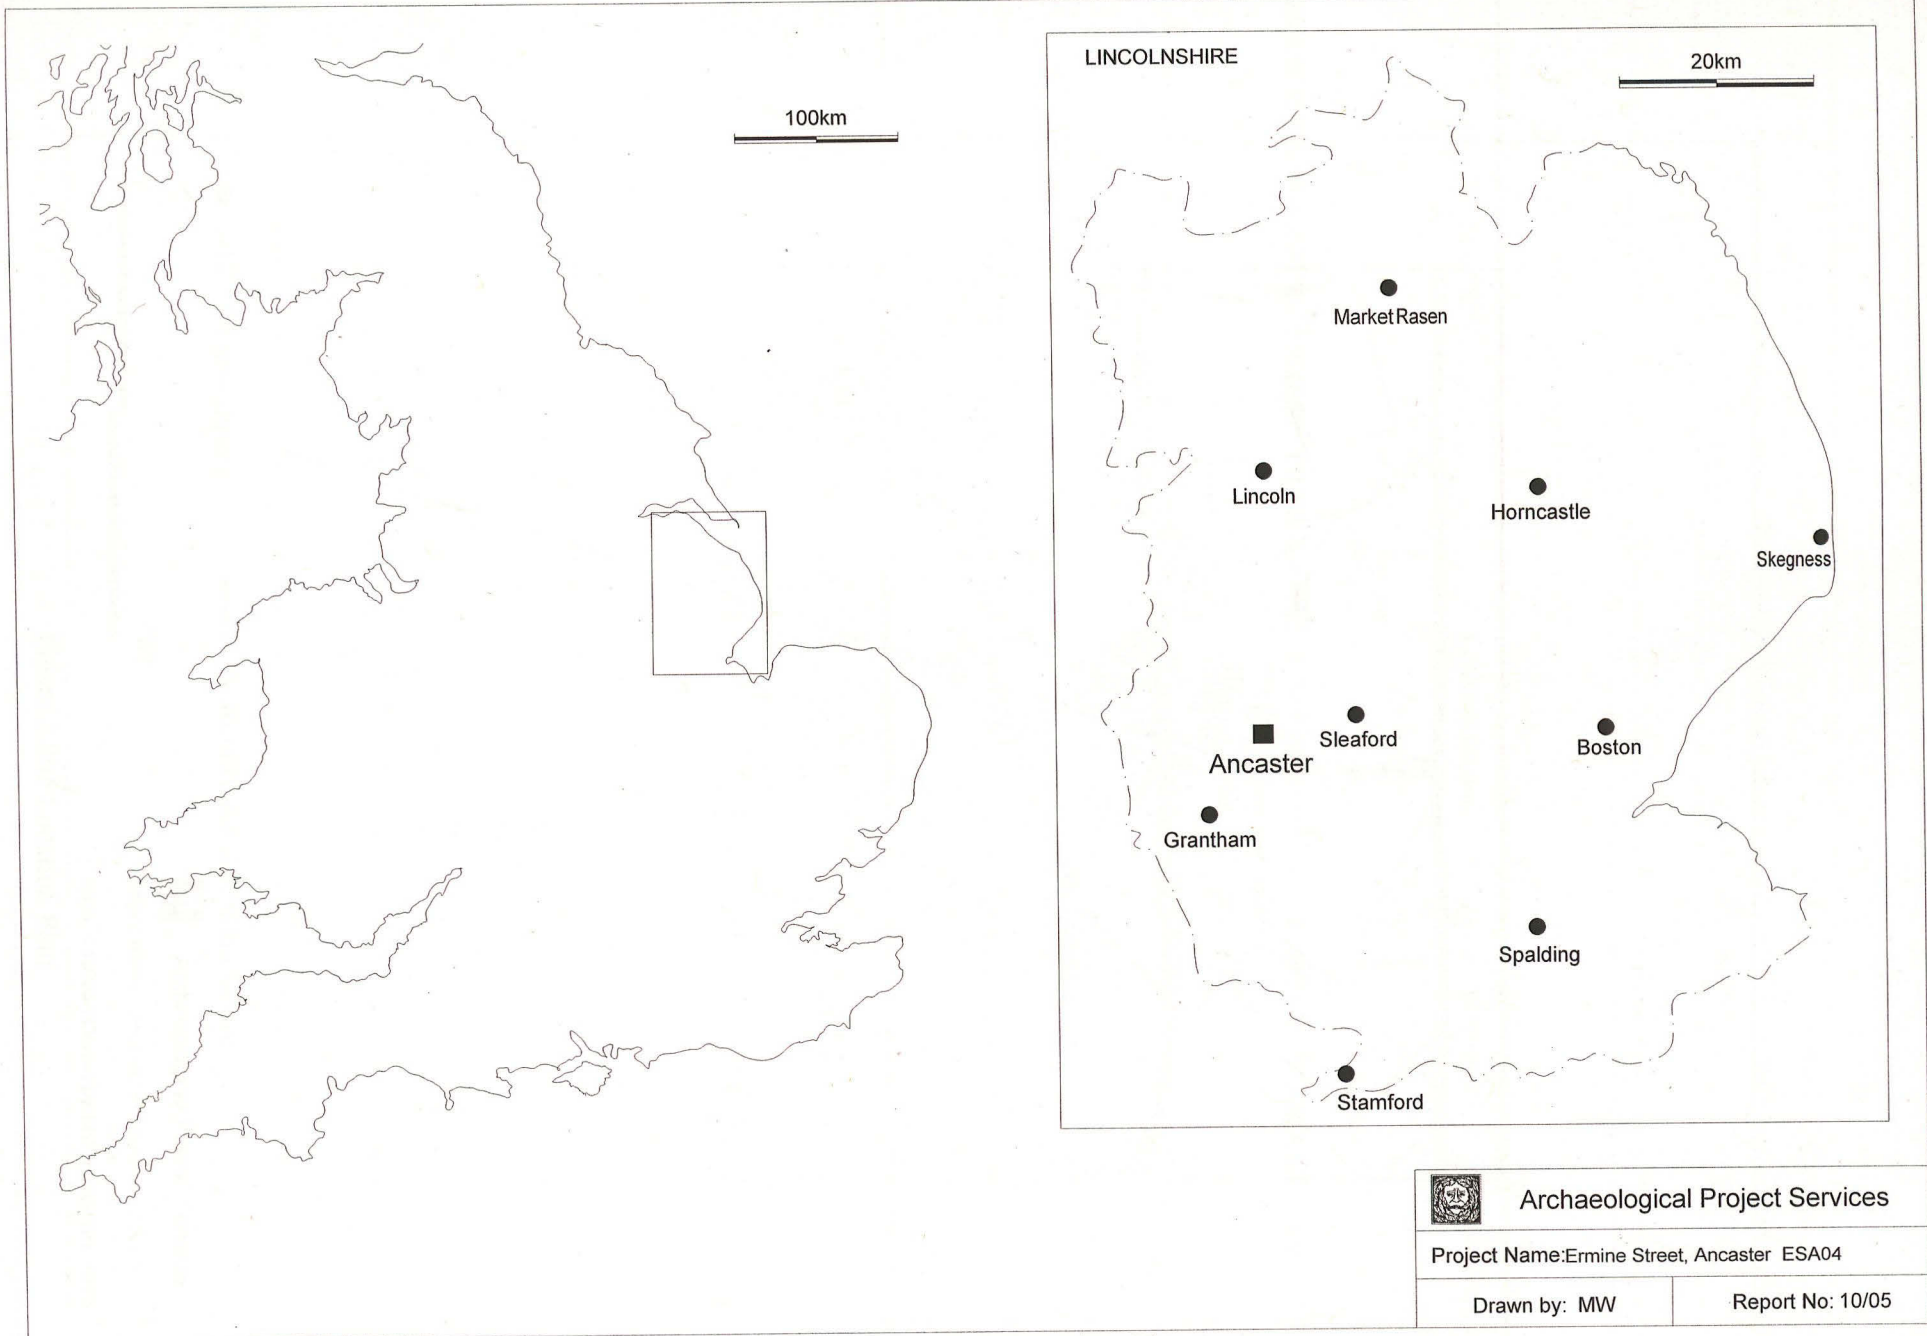 100km
LINCOLNSHIRE
20km
Market Rasen
Lincoln
Horncastle
Skegness
Ancaster
Sleaford
Boston
Grantham
Spalding
Stamford
Archaeological Project Services
Project Name:Ermine Street, Ancaster ESA04
Drawn by: MW
Report No: 10/05